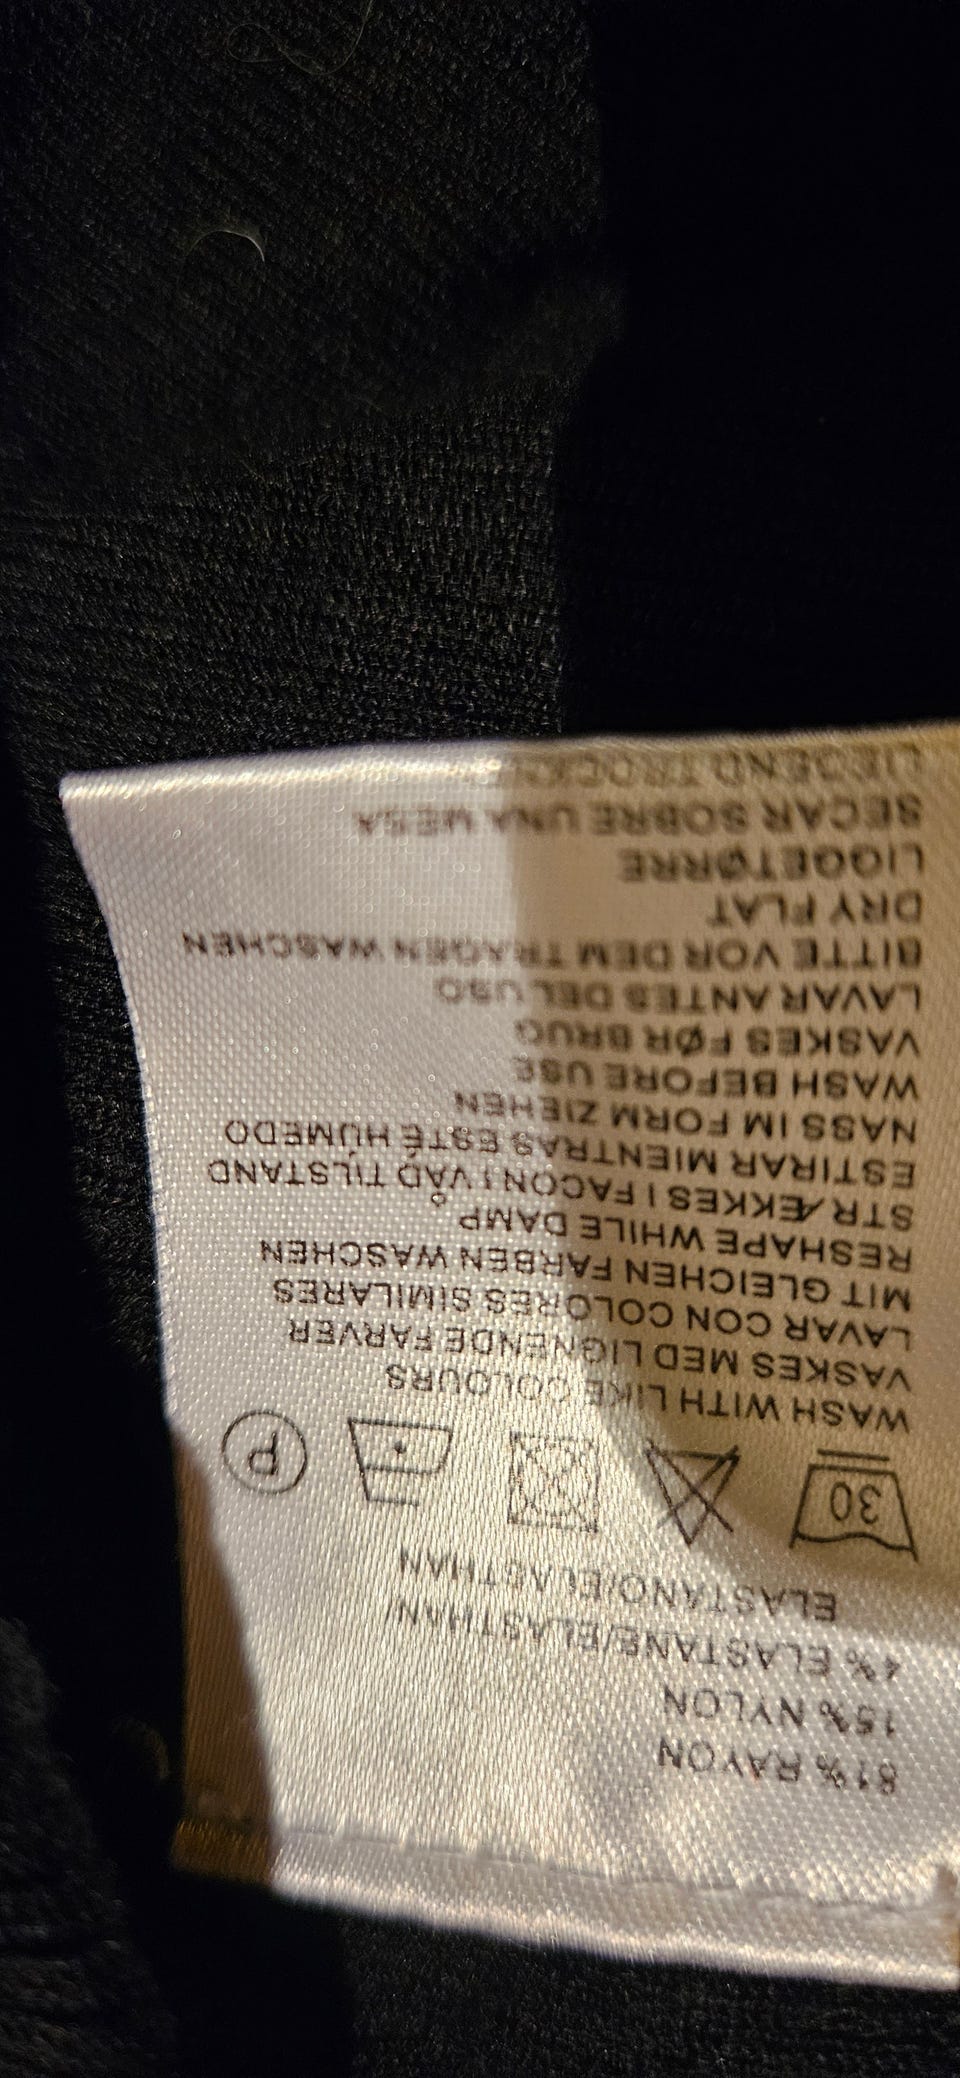 81% RAYON
15% NYLON
4% ELASTANE/ELASTHAN/
ELASTANO/ELASTHAN
30
P
WASH WITH LIKE COLOURS
VASKES MED LIGNENDE FARVER
LAVAR CON COLORES SIMILARES
MIT GLEICHEN FARBEN WASCHEN
RESHAPE WHILE DAMP
STRÆKKES I FACON I VÅD TILSTAND
ESTIRAR MIENTRAS ESTÉ HÚMEDO
NASS IM FORM ZIEHEN
WASH BEFORE USE
VASKES FØR BRUG
LAVAR ANTES DEL USO
BITTE VOR DEM TRAGEN WASCHEN
DRY FLAT
LIGGETØRRE
SECAR SOBRE UNA MESA
LIEGEND